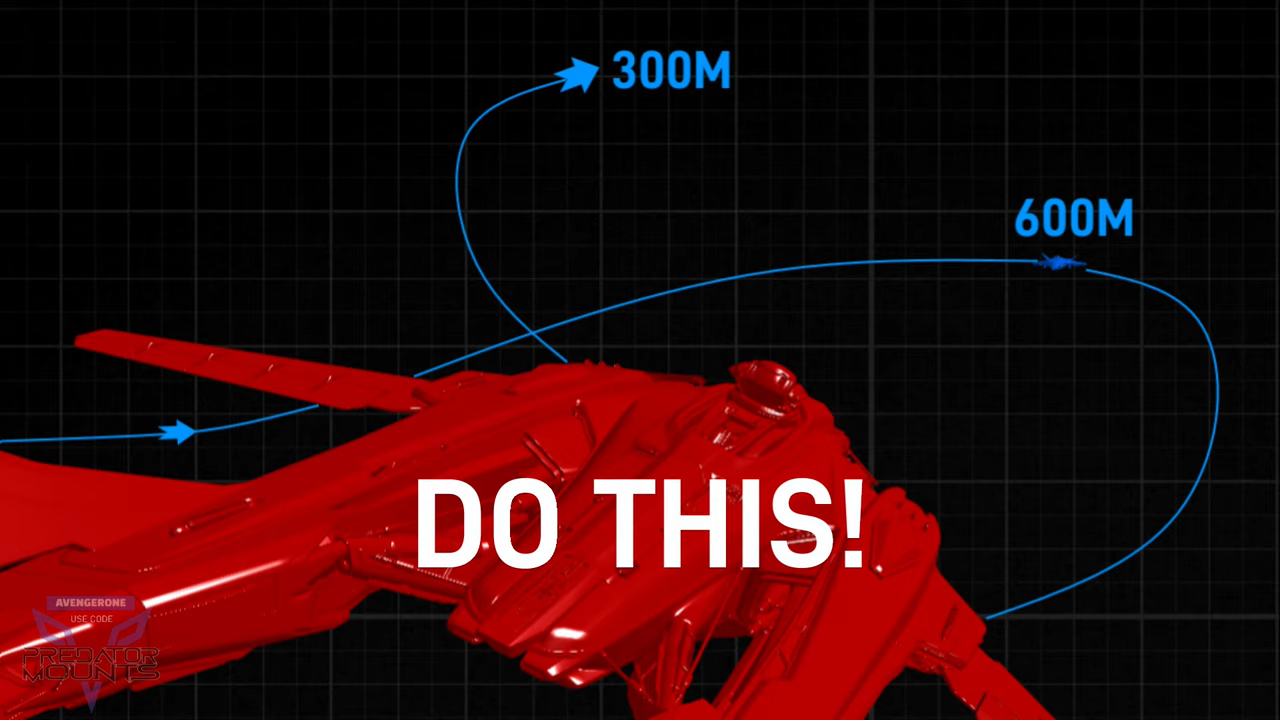 300M
600M
DO THIS!
AVENGERONE
USE CODE
PREDATOR
MOUNTS